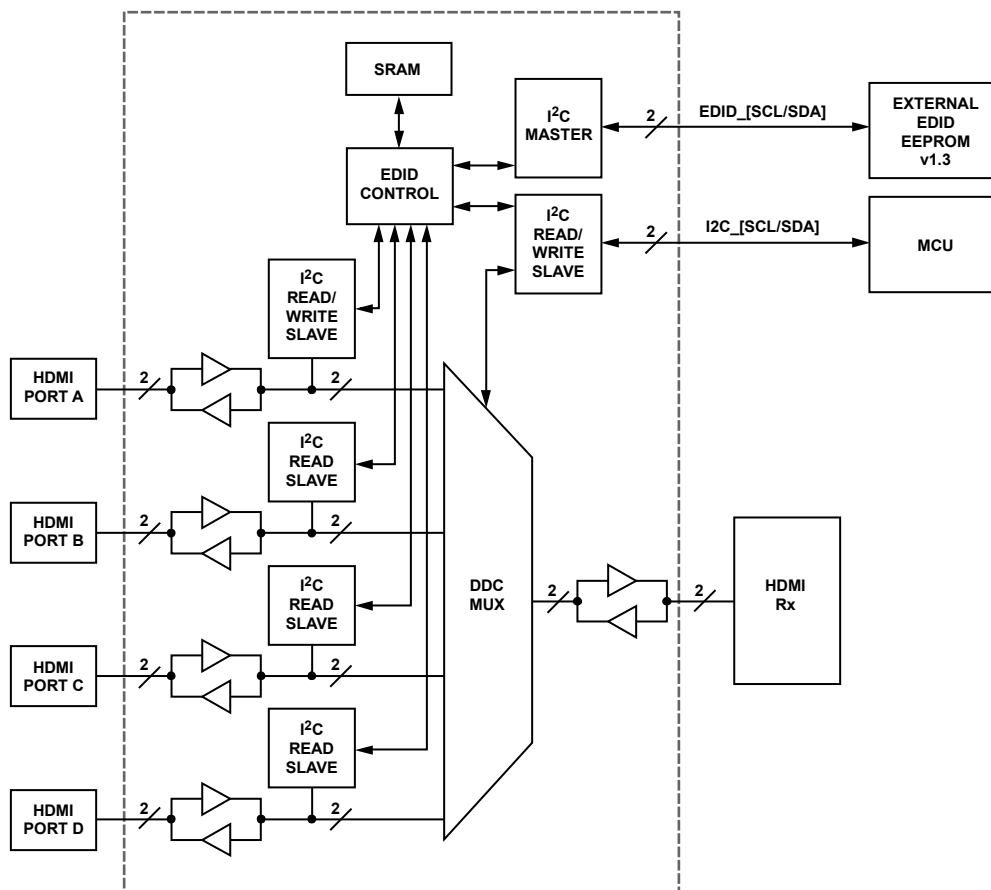 SRAM
I²C
MASTER
2
EDID_[SCL/SDA]
EXTERNAL
EDID
EEPROM
v1.3
EDID
CONTROL
I²C
READ/
WRITE
SLAVE
2
I2C_[SCL/SDA]
MCU
I²C
READ/
WRITE
SLAVE
HDMI
PORT A
2
2
I²C
READ
SLAVE
HDMI
PORT B
2
2
I²C
READ
SLAVE
DDC
MUX
2
2
HDMI
Rx
HDMI
PORT C
2
2
I²C
READ
SLAVE
HDMI
PORT D
2
2